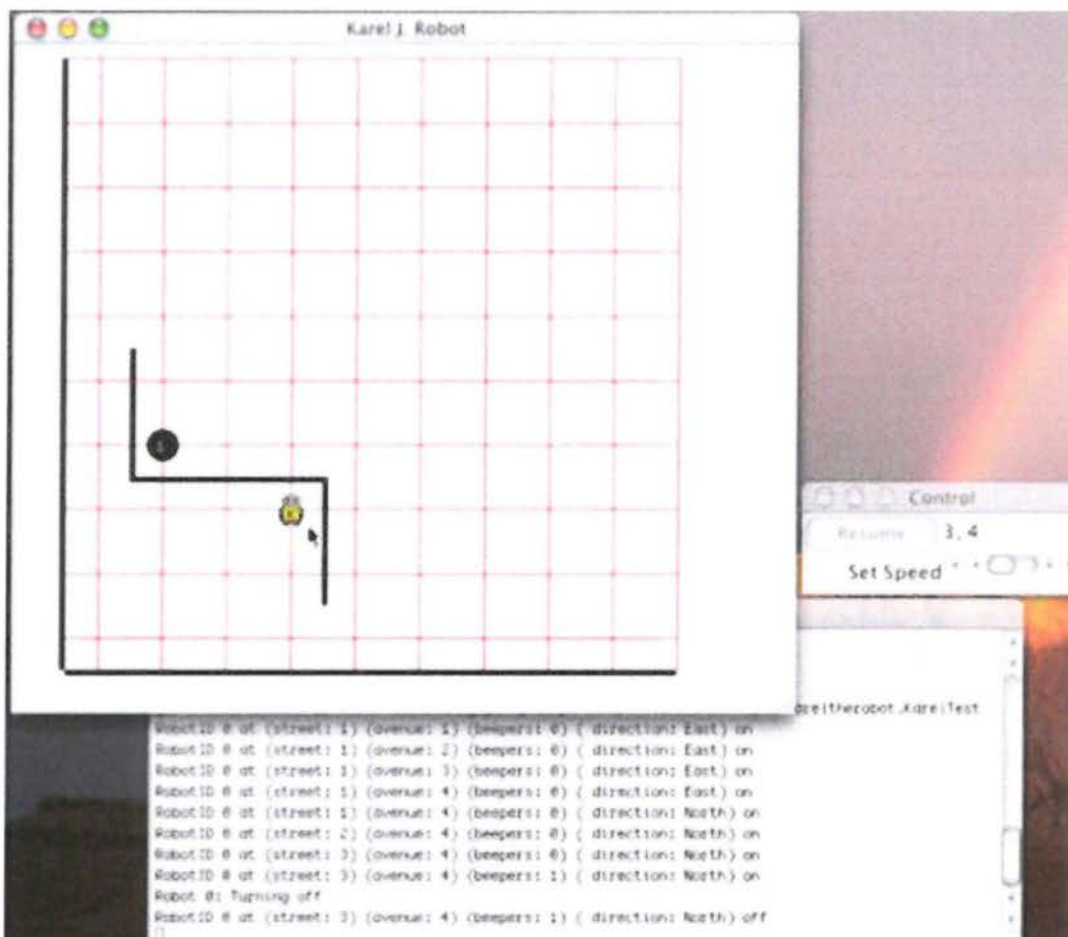 Karel J. Robot
1
K
Control
Resume 3.4
Set Speed
areltherobot.KarelTest
RobotID 0 at (street: 1) (avenue: 1) (beepers: 0) ( direction: East) on
RobotID 0 at (street: 1) (avenue: 2) (beepers: 0) ( direction: East) on
RobotID 0 at (street: 1) (avenue: 3) (beepers: 0) ( direction: East) on
RobotID 0 at (street: 1) (avenue: 4) (beepers: 0) ( direction: East) on
RobotID 0 at (street: 1) (avenue: 4) (beepers: 0) ( direction: North) on
RobotID 0 at (street: 2) (avenue: 4) (beepers: 0) ( direction: North) on
RobotID 0 at (street: 3) (avenue: 4) (beepers: 0) ( direction: North) on
RobotID 0 at (street: 3) (avenue: 4) (beepers: 1) ( direction: North) on
Robot 0: Turning off
RobotID 0 at (street: 3) (avenue: 4) (beepers: 1) ( direction: North) off